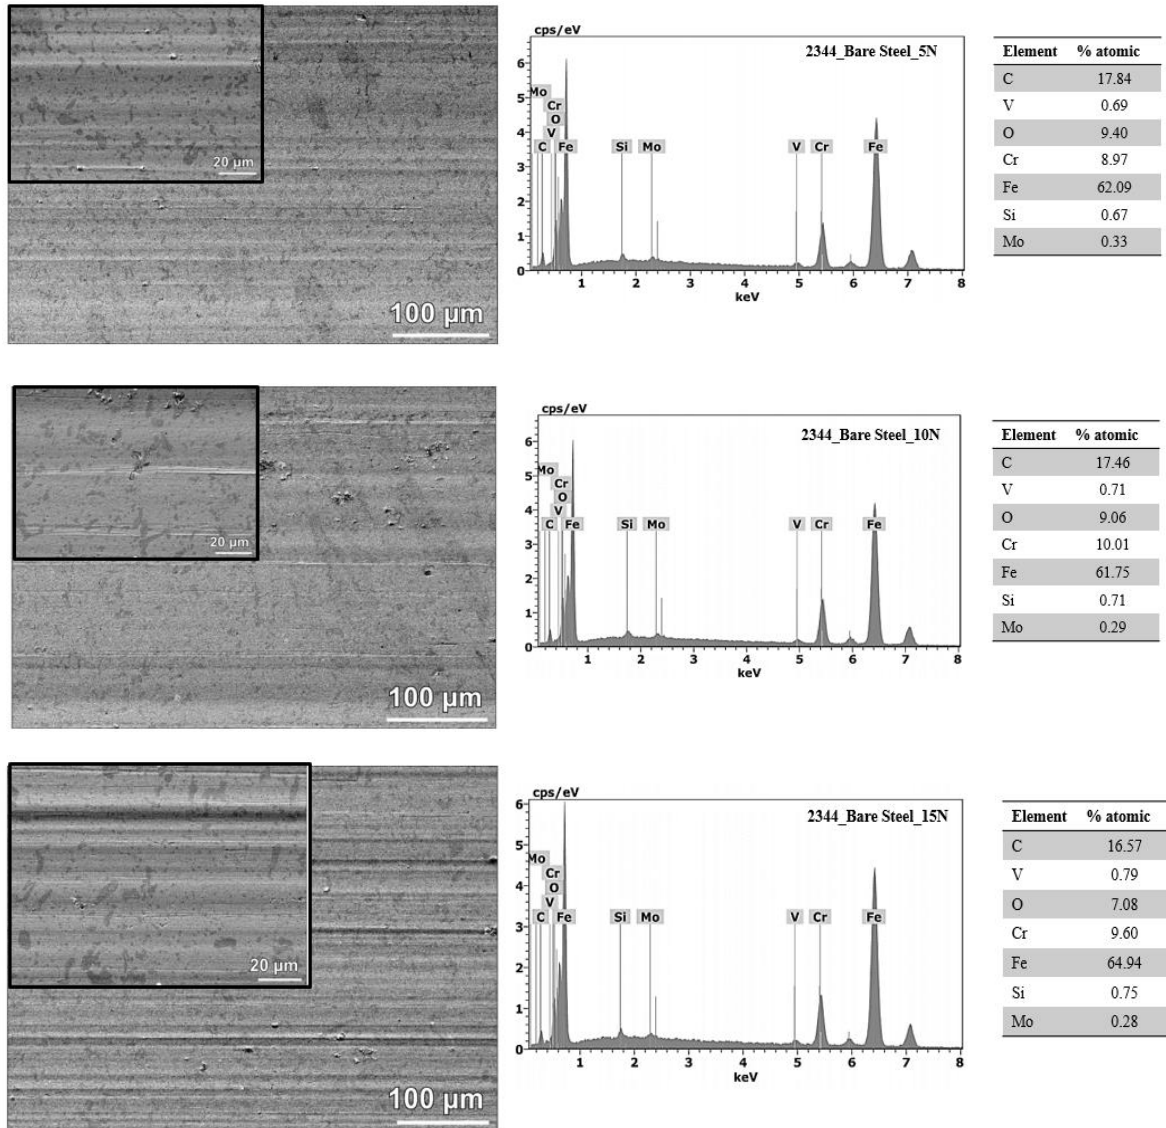 20 µm
100 µm
cps/eV
2344_Bare Steel_5N
6
5
4
3
2
1
0
Mo
Cr
O
V
C Fe Si Mo V Cr Fe
1 2 3 4 5 6 7 8
keV
Element % atomic
C 17.84
V 0.69
O 9.40
Cr 8.97
Fe 62.09
Si 0.67
Mo 0.33
20 µm
100 µm
cps/eV
2344_Bare Steel_10N
6
5
4
3
2
1
0
Mo
Cr
O
V
C Fe Si Mo V Cr Fe
1 2 3 4 5 6 7 8
keV
Element % atomic
C 17.46
V 0.71
O 9.06
Cr 10.01
Fe 61.75
Si 0.71
Mo 0.29
20 µm
100 µm
cps/eV
2344_Bare Steel_15N
6
5
4
3
2
1
0
Mo
Cr
O
V
C Fe Si Mo V Cr Fe
1 2 3 4 5 6 7 8
keV
Element % atomic
C 16.57
V 0.79
O 7.08
Cr 9.60
Fe 64.94
Si 0.75
Mo 0.28